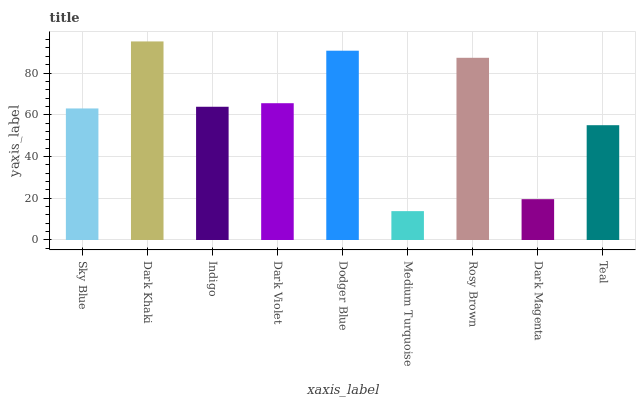 title
yaxis_label
80
60
40
20
0
Sky Blue
Dark Khaki
Indigo
Dark Violet
Dodger Blue
Medium Turquoise
Rosy Brown
Dark Magenta
Teal
xaxis_label